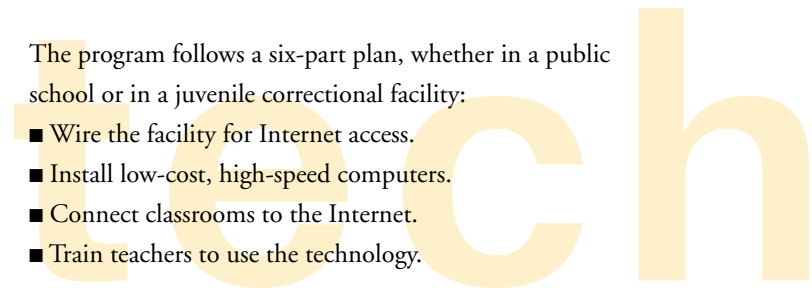 The program follows a six-part plan, whether in a public
school or in a juvenile correctional facility:
■ Wire the facility for Internet access.
■ Install low-cost, high-speed computers.
■ Connect classrooms to the Internet.
■ Train teachers to use the technology.
tech